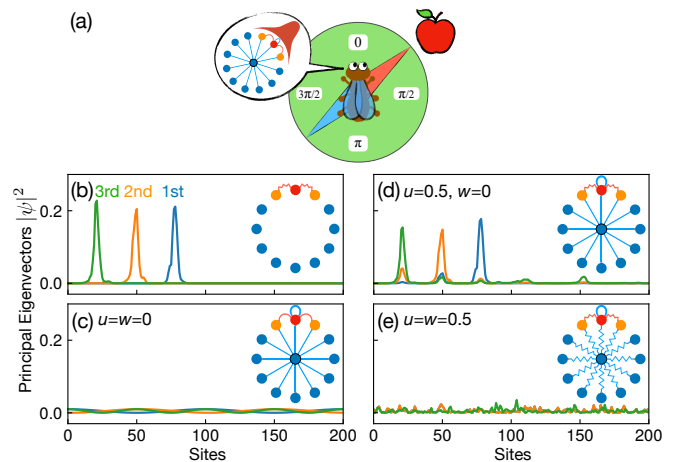 (a)
0
3π/2
π/2
π
(b)
3rd 2nd 1st
(d) u=0.5, w=0
0.2
0.0
(c) u=w=0
(e) u=w=0.5
0.2
0.0
Principal Eigenvectors |ψ|²
0 50 100 150 200
0 50 100 150 200
Sites
Sites